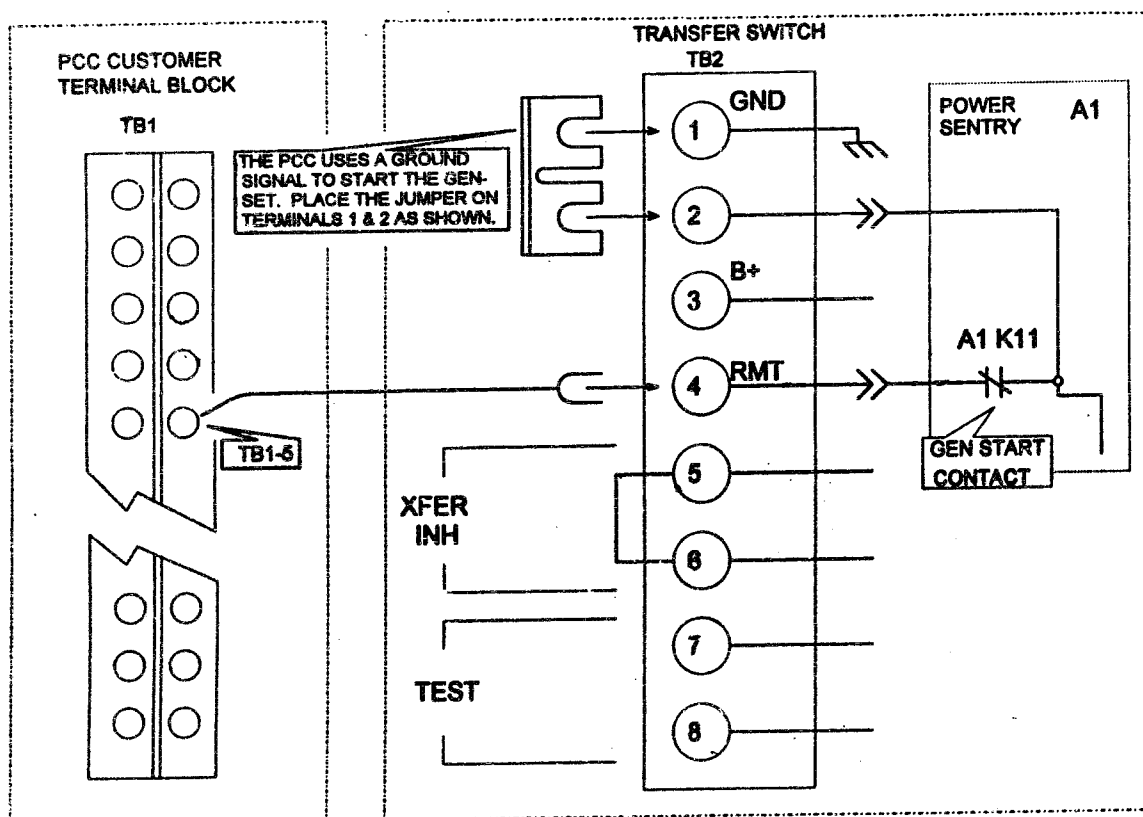 PCC CUSTOMER
TERMINAL BLOCK
TB1
THE PCC USES A GROUND
SIGNAL TO START THE GEN-
SET. PLACE THE JUMPER ON
TERMINALS 1 & 2 AS SHOWN.
TB1-5
TRANSFER SWITCH
TB2
1
GND
2
3
B+
4
RMT
5
6
7
8
XFER
INH
TEST
POWER
SENTRY
A1
A1 K11
GEN START
CONTACT